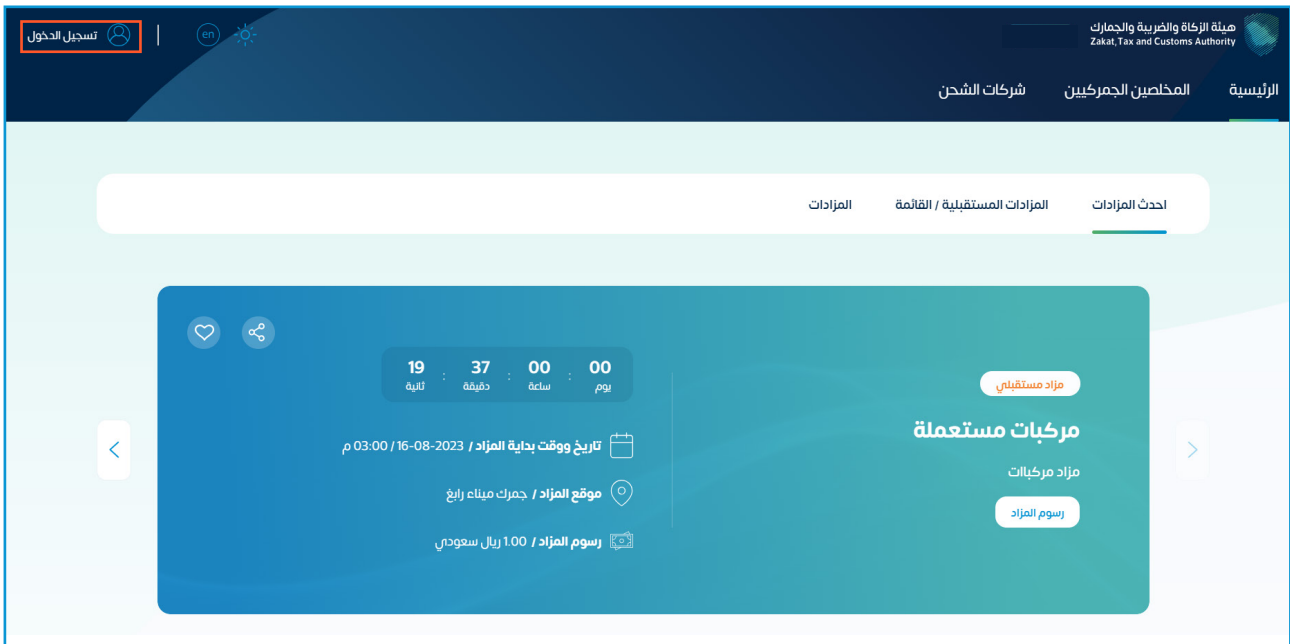 هيئة الزكاة والضريبة والجمارك
Zakat, Tax and Customs Authority
en
تسجيل الدخول
الرئيسية
المخلصين الجمركيين
شركات الشحن
احدث المزادات
المزادات المستقبلية / القائمة
المزادات
مزاد مستقبلي
مركبات مستعملة
مزاد مركباات
رسوم المزاد
00 : 00 : 37 : 19
يوم ساعة دقيقة ثانية
تاريخ ووقت بداية المزاد / 2023-08-16 / 03:00 م
موقع المزاد / جمرك ميناء رابغ
رسوم المزاد / 1.00 ريال سعودي